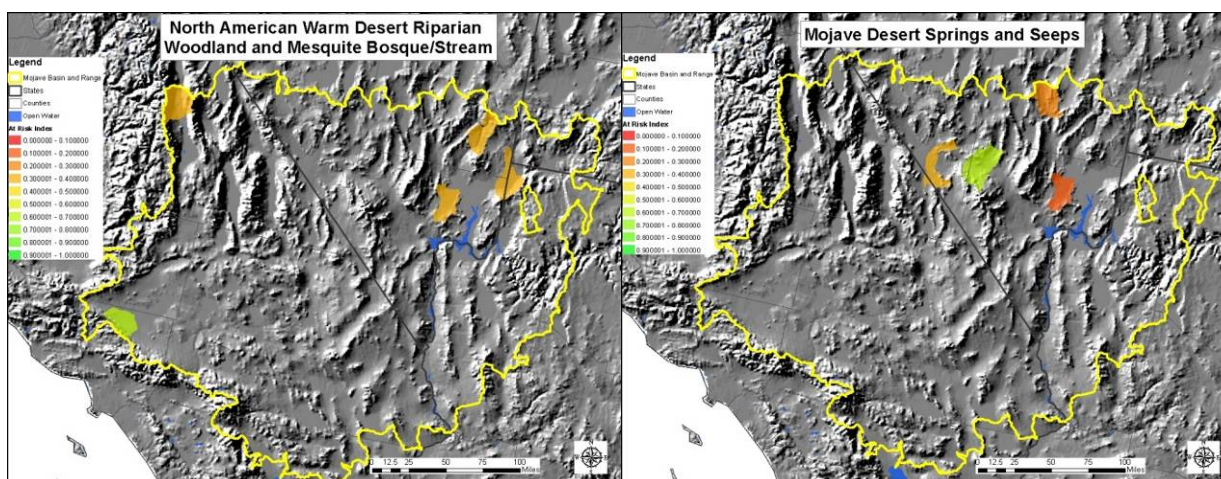 North American Warm Desert Riparian
Woodland and Mesquite Bosque/Stream
Legend
Mojave Basin and Range
States
Counties
Open Water
At Risk Index
0.000000 - 0.100000
0.100001 - 0.200000
0.200001 - 0.300000
0.300001 - 0.400000
0.400001 - 0.500000
0.500001 - 0.600000
0.600001 - 0.700000
0.700001 - 0.800000
0.800001 - 0.900000
0.900001 - 1.000000
0 12.5 25 50 75 100
Miles
N
Mojave Desert Springs and Seeps
Legend
Mojave Basin and Range
States
Counties
Open Water
At Risk Index
0.000000 - 0.100000
0.100001 - 0.200000
0.200001 - 0.300000
0.300001 - 0.400000
0.400001 - 0.500000
0.500001 - 0.600000
0.600001 - 0.700000
0.700001 - 0.800000
0.800001 - 0.900000
0.900001 - 1.000000
0 12.5 25 50 75 100
Miles
N